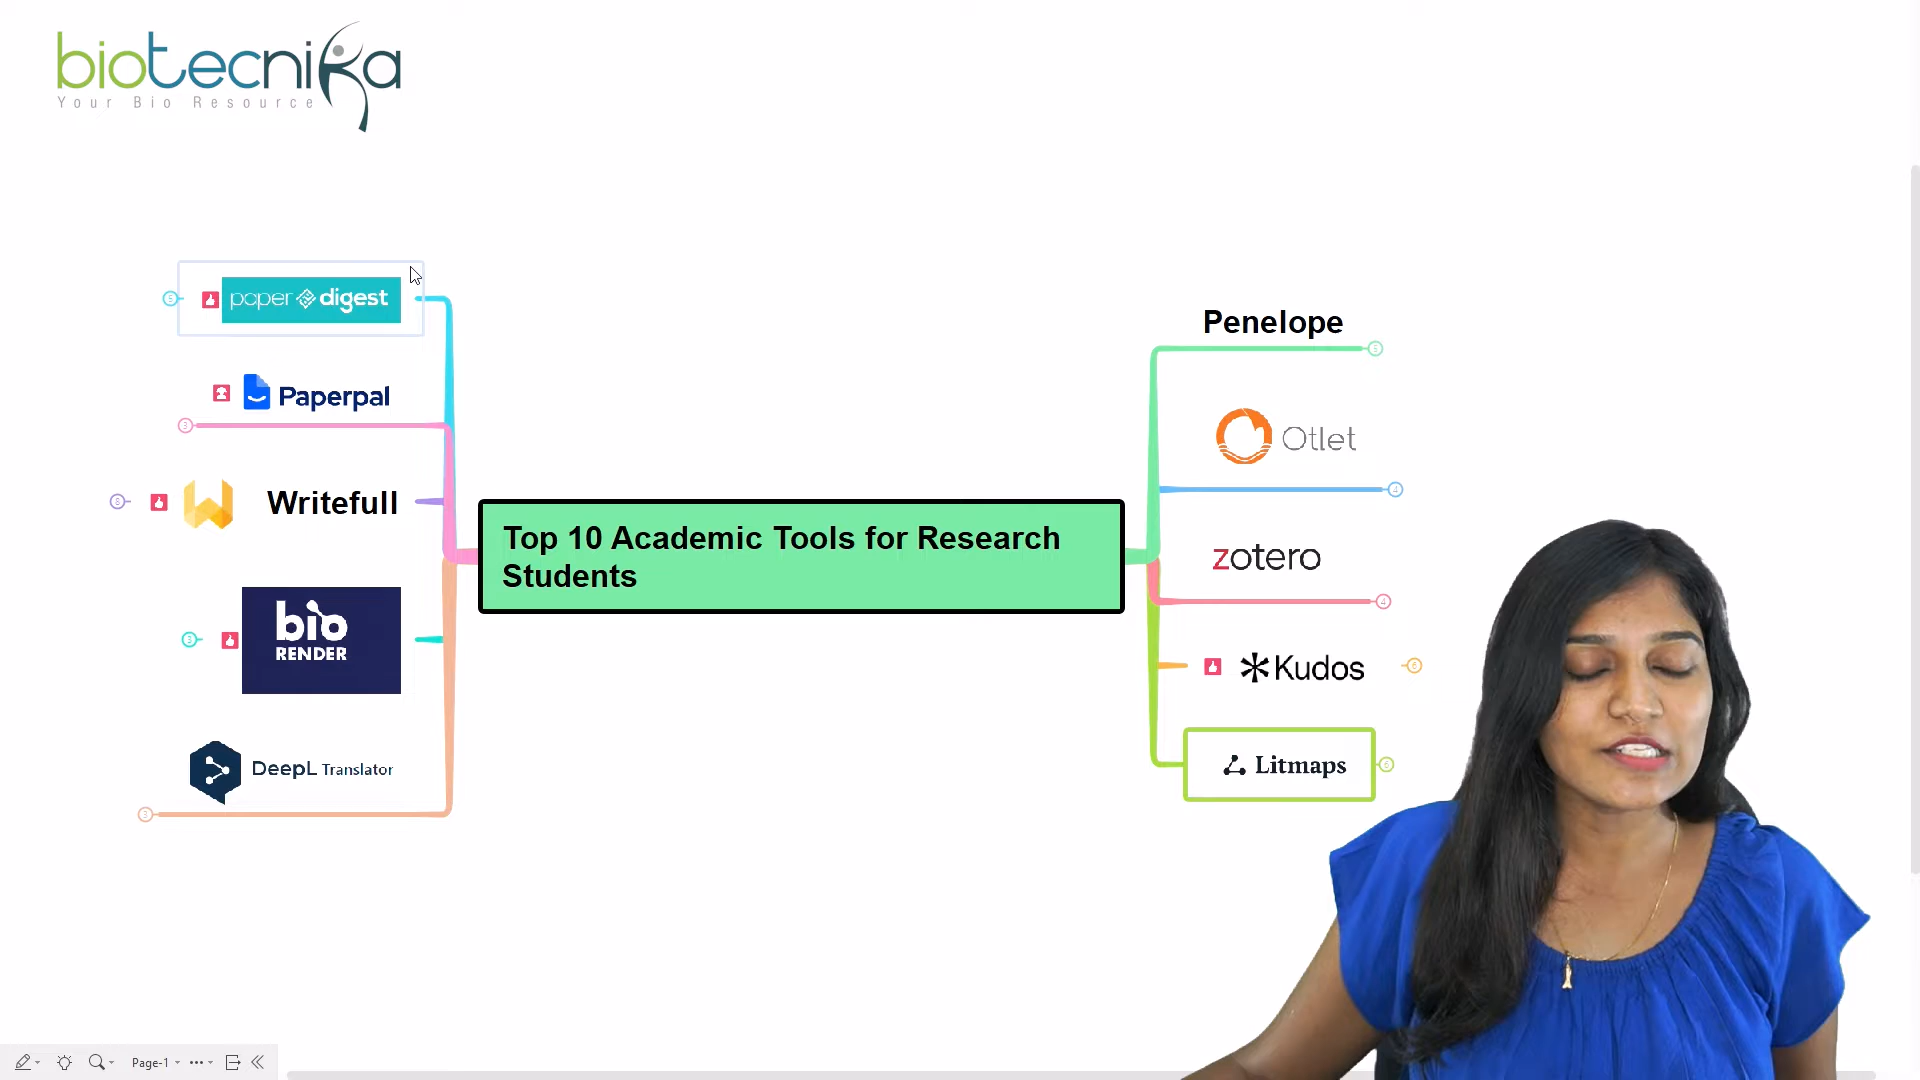 biotecnika
Your Bio Resource
paper digest
Paperpal
Writefull
bio
RENDER
DeepL Translator
Top 10 Academic Tools for Research
Students
Penelope
Otlet
zotero
Kudos
Litmaps
Page-1